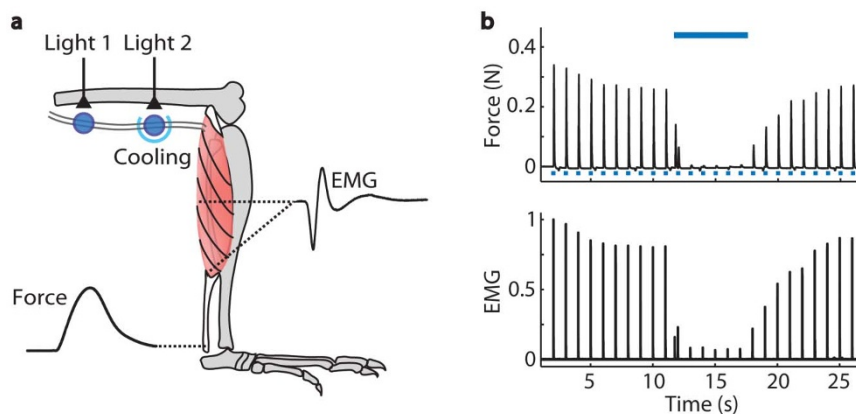 a
Light 1 Light 2
Cooling
EMG
Force
b
0.4
0.2
0
Force (N)
1
0.5
0
EMG
5 10 15 20 25
Time (s)